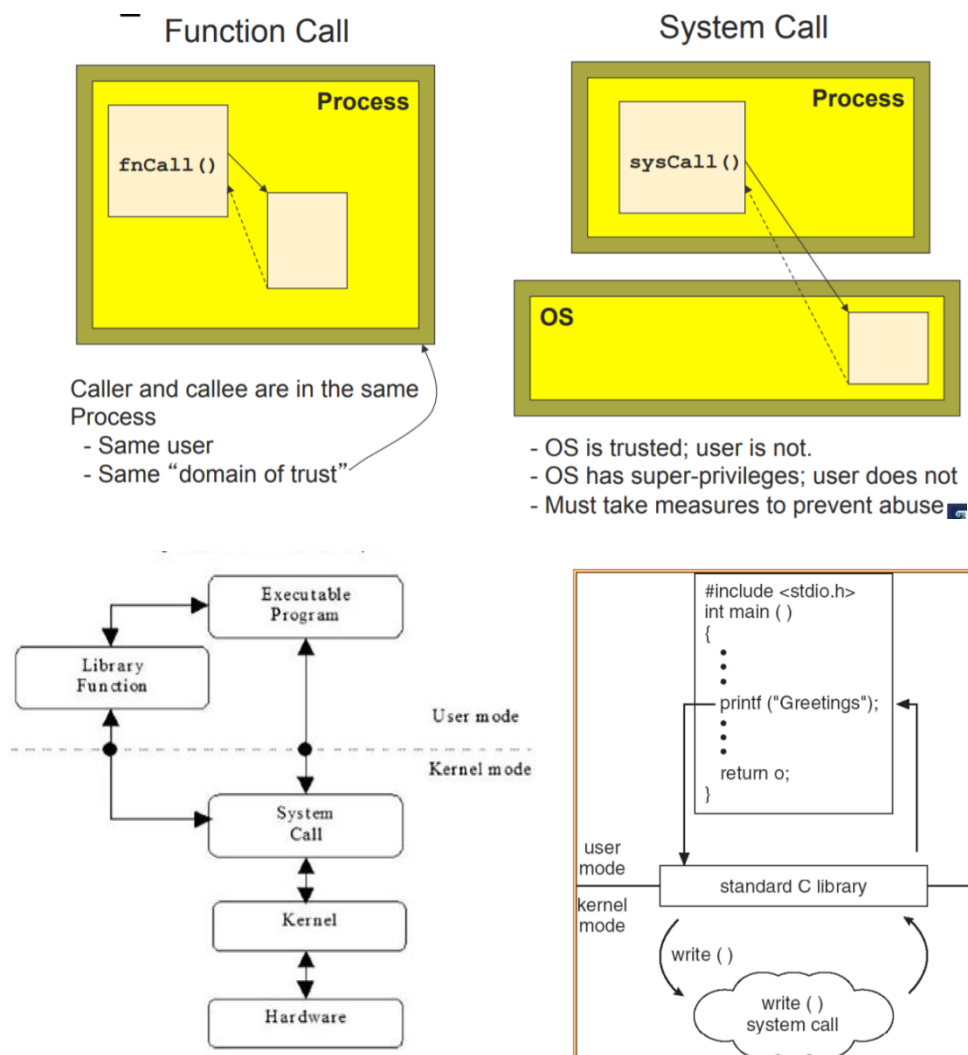 Function Call
Process
fnCall()
Caller and callee are in the same
Process
- Same user
- Same “domain of trust”
System Call
Process
sysCall()
OS
- OS is trusted; user is not.
- OS has super-privileges; user does not
- Must take measures to prevent abuse
Executable
Program
Library
Function
User mode
Kernel mode
System
Call
Kernel
Hardware
#include <stdio.h>
int main ( )
{
printf ("Greetings");
return o;
}
user
mode
standard C library
kernel
mode
write ( )
write ( )
system call